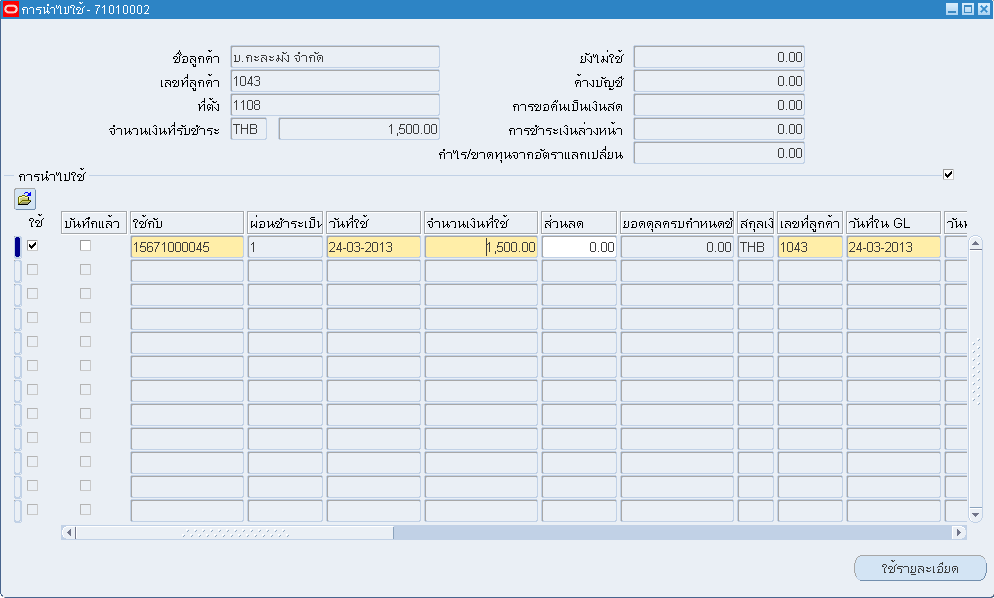 การนำไปใช้ - 71010002
ชื่อลูกค้า บ.กะละมัง จำกัด
เลขที่ลูกค้า 1043
ที่ตั้ง 1108
จำนวนเงินที่รับชำระ THB 1,500.00
ยังไม่ใช้ 0.00
ค้างบัญชี 0.00
การขอคืนเป็นเงินสด 0.00
การชำระเงินล่วงหน้า 0.00
กำไร/ขาดทุนจากอัตราแลกเปลี่ยน 0.00
การนำไปใช้
ใช้ บันทึกแล้ว ใช้กับ ผ่อนชำระเป็น วันที่ใช้ จำนวนเงินที่ใช้ ส่วนลด ยอดดุลครบกำหนดชำ สกุลเงิ เลขที่ลูกค้า วันที่ใน GL วันท
15671000045 1 24-03-2013 1,500.00 0.00 0.00 THB 1043 24-03-2013
ใช้รายละเอียด